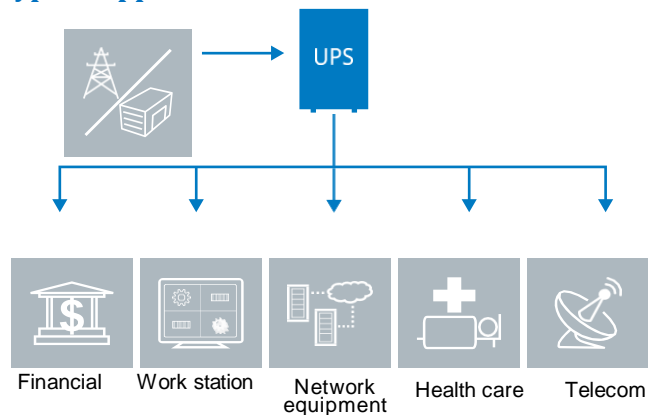 UPS
$
Financial
Work station
Network
equipment
Health care
Telecom